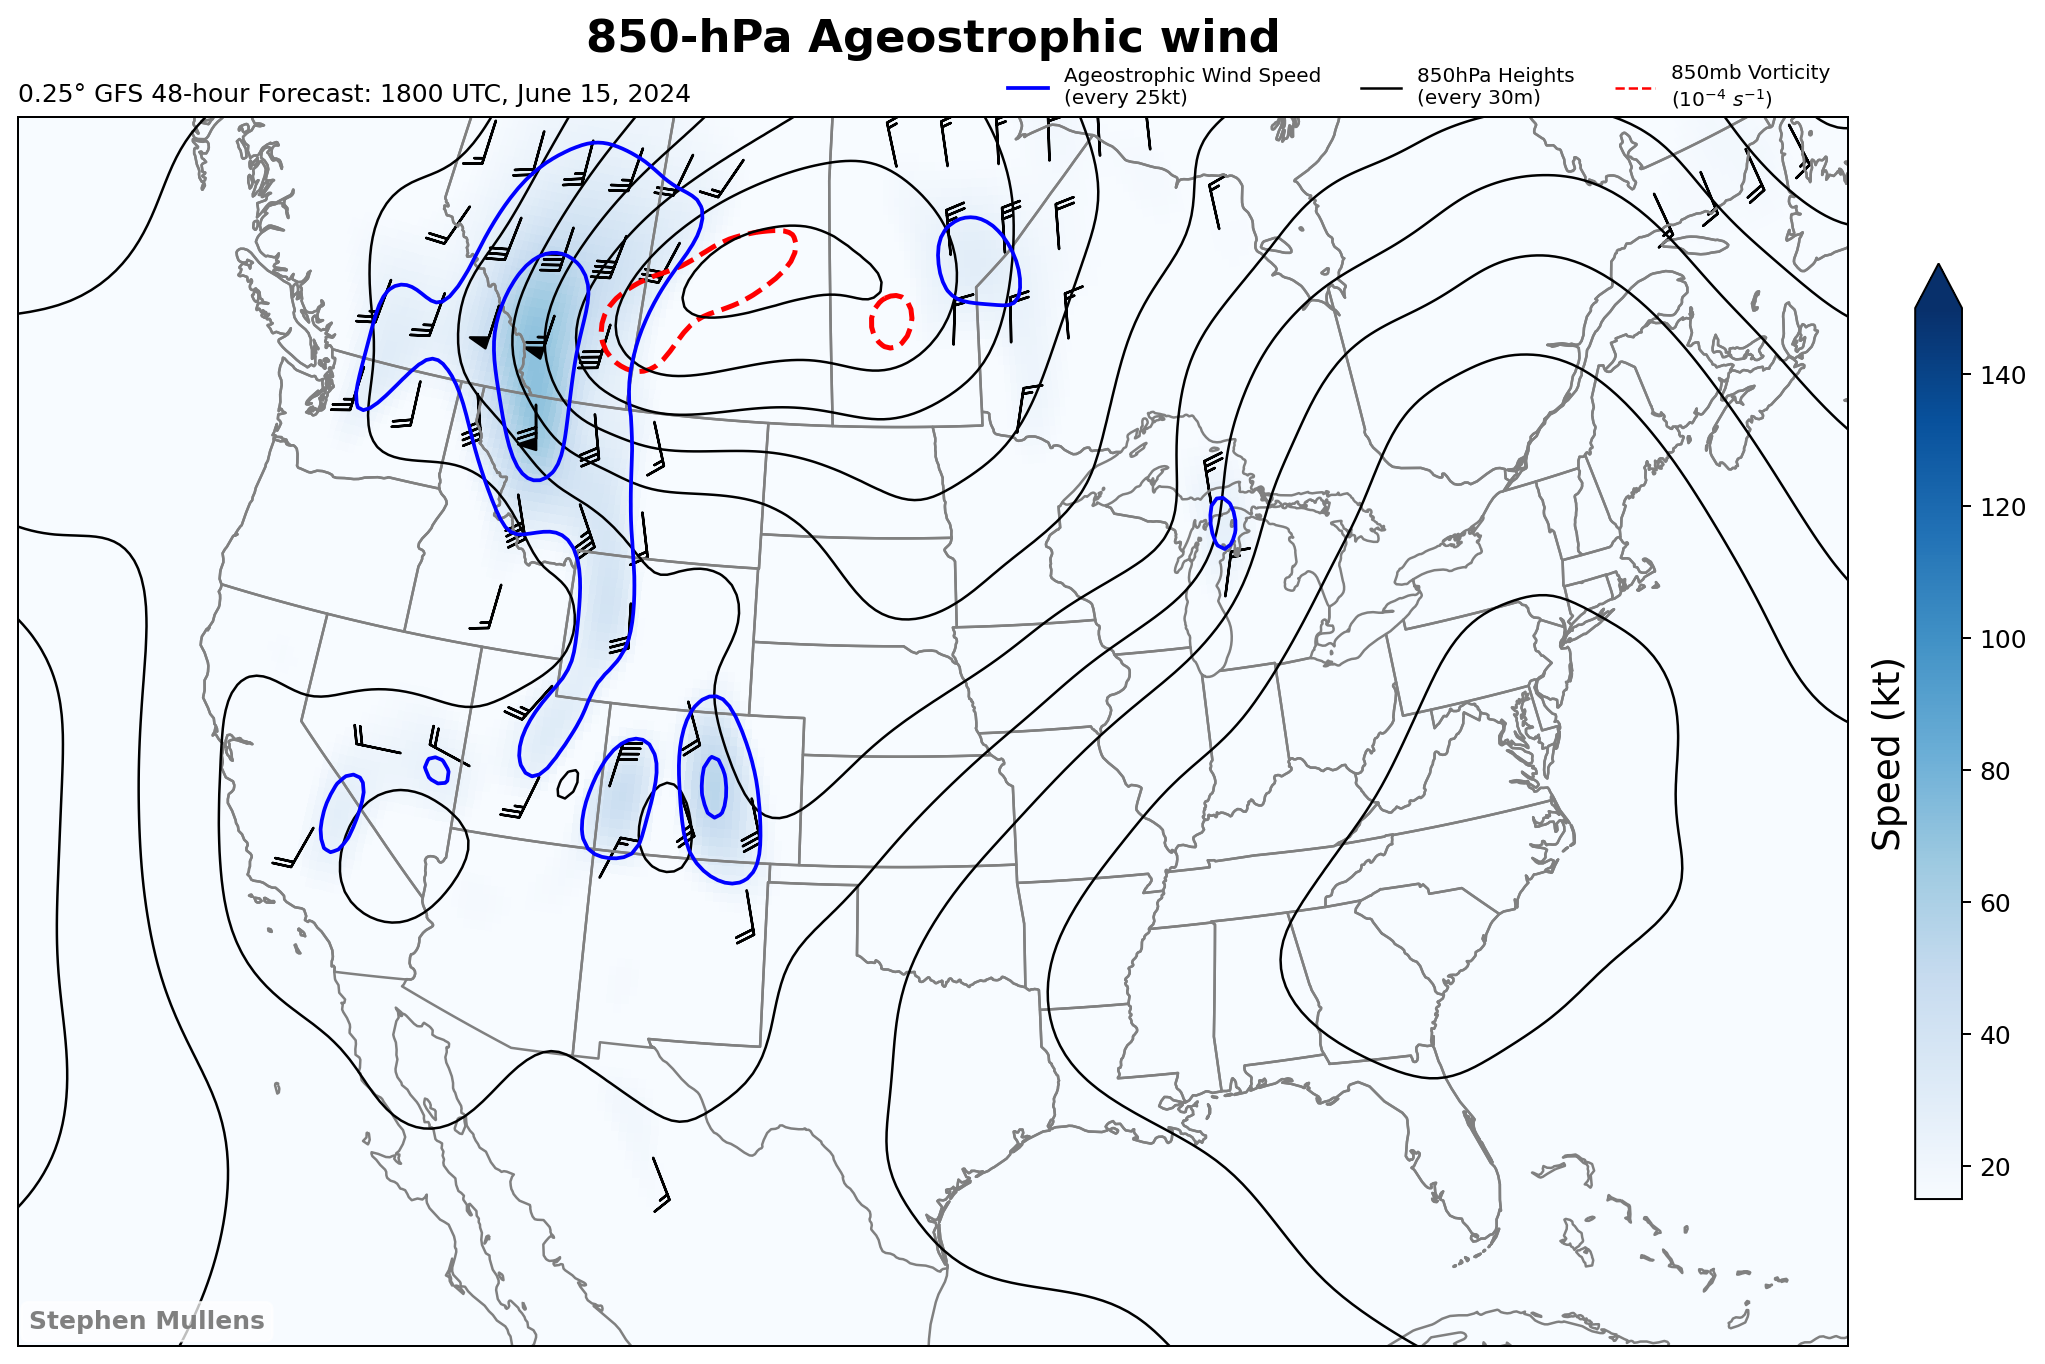 850-hPa Ageostrophic wind
0.25° GFS 48-hour Forecast: 1800 UTC, June 15, 2024
Ageostrophic Wind Speed
(every 25kt)
850hPa Heights
(every 30m)
850mb Vorticity
(10⁻⁴ s⁻¹)
140
120
100
80
60
40
20
Speed (kt)
Stephen Mullens